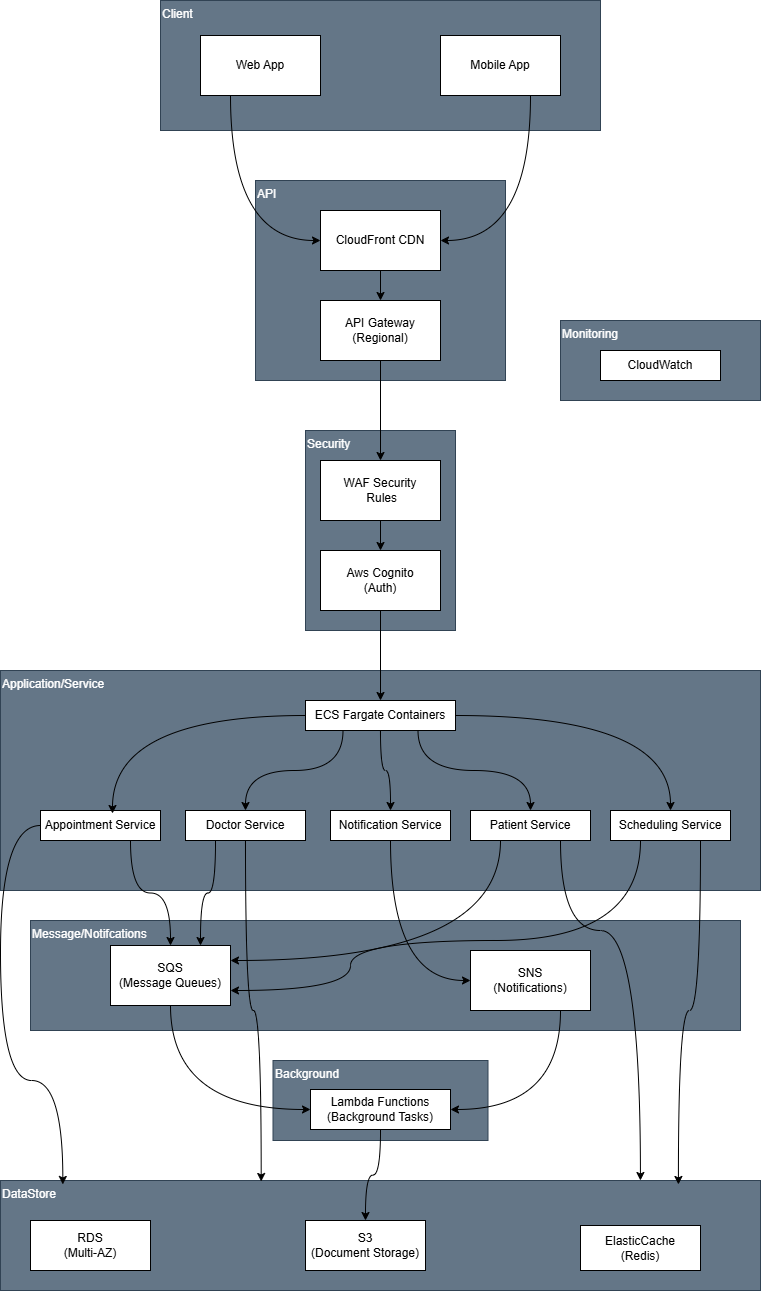 Client
Web App
Mobile App
API
CloudFront CDN
API Gateway
(Regional)
Monitoring
CloudWatch
Security
WAF Security
Rules
Aws Cognito
(Auth)
Application/Service
ECS Fargate Containers
Appointment Service
Doctor Service
Notification Service
Patient Service
Scheduling Service
Message/Notifcations
SQS
(Message Queues)
SNS
(Notifications)
Background
Lambda Functions
(Background Tasks)
DataStore
RDS
(Multi-AZ)
S3
(Document Storage)
ElasticCache
(Redis)